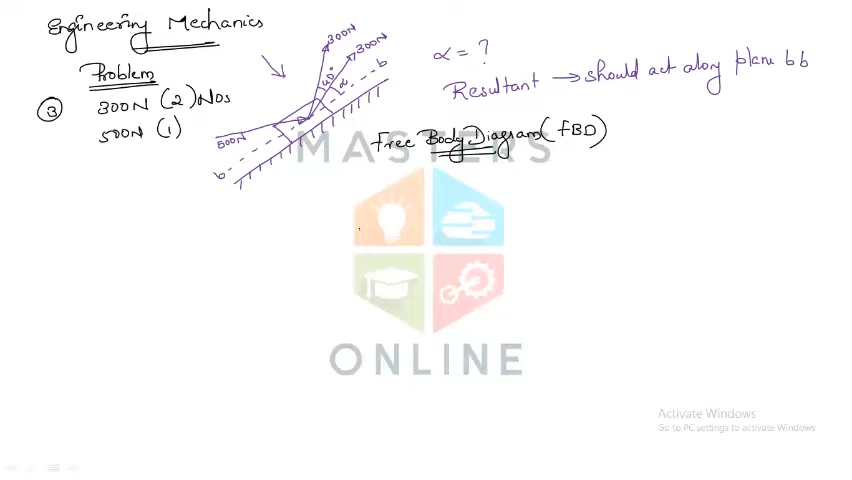 Engineering Mechanics
Problem
3 300N (2) Nos
500N (1)
300N
300N
40°
α
b
500N
b
α = ?
Resultant → should act along plane bb
Free Body Diagram (FBD)
MASTERS
ONLINE
Activate Windows
Go to PC settings to activate Windows